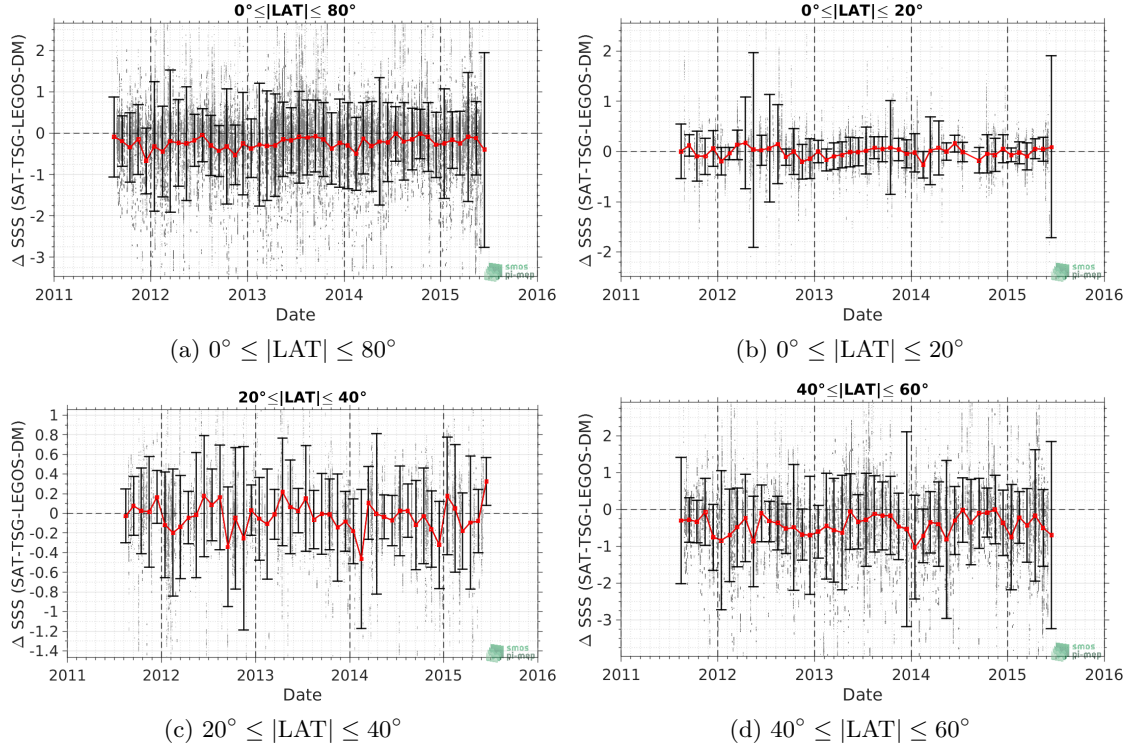 0°≤|LAT|≤ 80°
Δ SSS (SAT-TSG-LEGOS-DM)
2
1
0
-1
-2
-3
2011 2012 2013 2014 2015 2016
Date
smos
pi-mep
(a) 0° ≤ |LAT| ≤ 80°
0°≤|LAT|≤ 20°
Δ SSS (SAT-TSG-LEGOS-DM)
2
1
0
-1
-2
2011 2012 2013 2014 2015 2016
Date
smos
pi-mep
(b) 0° ≤ |LAT| ≤ 20°
20°≤|LAT|≤ 40°
Δ SSS (SAT-TSG-LEGOS-DM)
1
0.8
0.6
0.4
0.2
0
-0.2
-0.4
-0.6
-0.8
-1
-1.2
-1.4
2011 2012 2013 2014 2015 2016
Date
smos
pi-mep
(c) 20° ≤ |LAT| ≤ 40°
40°≤|LAT|≤ 60°
Δ SSS (SAT-TSG-LEGOS-DM)
2
1
0
-1
-2
-3
2011 2012 2013 2014 2015 2016
Date
smos
pi-mep
(d) 40° ≤ |LAT| ≤ 60°